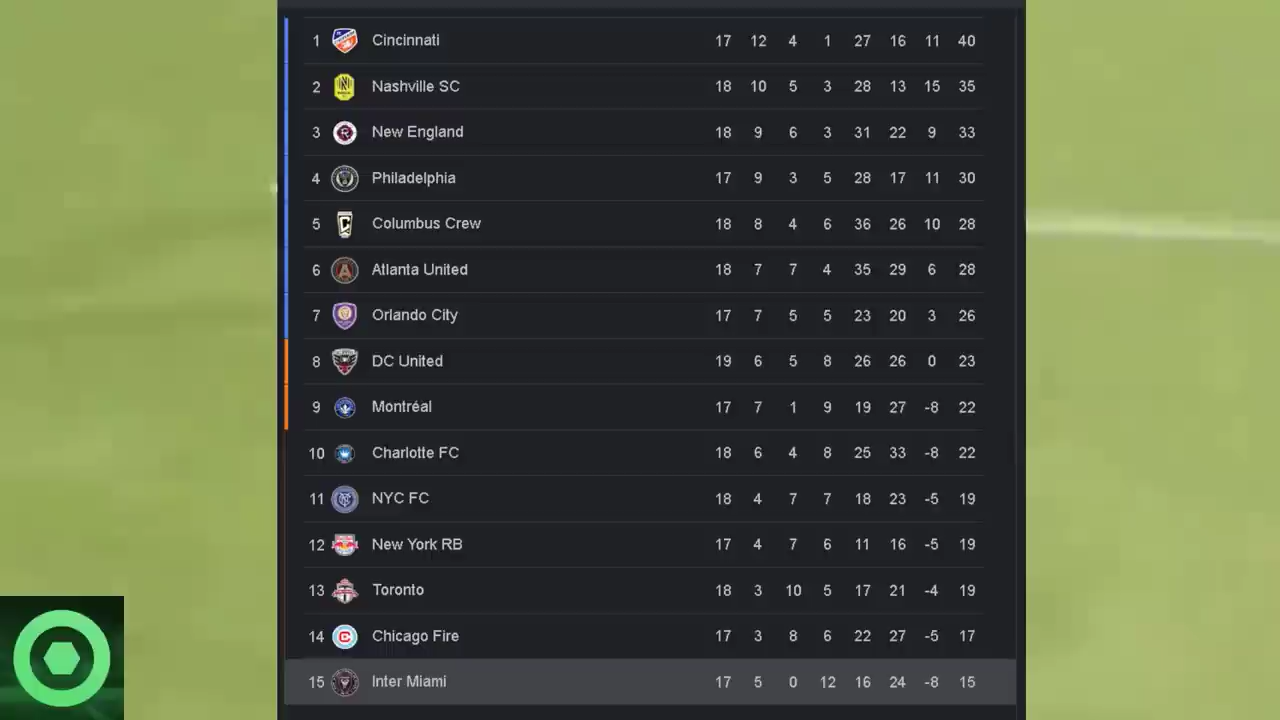 1 Cincinnati 17 12 4 1 27 16 11 40
2 Nashville SC 18 10 5 3 28 13 15 35
3 New England 18 9 6 3 31 22 9 33
4 Philadelphia 17 9 3 5 28 17 11 30
5 Columbus Crew 18 8 4 6 36 26 10 28
6 Atlanta United 18 7 7 4 35 29 6 28
7 Orlando City 17 7 5 5 23 20 3 26
8 DC United 19 6 5 8 26 26 0 23
9 Montréal 17 7 1 9 19 27 -8 22
10 Charlotte FC 18 6 4 8 25 33 -8 22
11 NYC FC 18 4 7 7 18 23 -5 19
12 New York RB 17 4 7 6 11 16 -5 19
13 Toronto 18 3 10 5 17 21 -4 19
14 Chicago Fire 17 3 8 6 22 27 -5 17
15 Inter Miami 17 5 0 12 16 24 -8 15